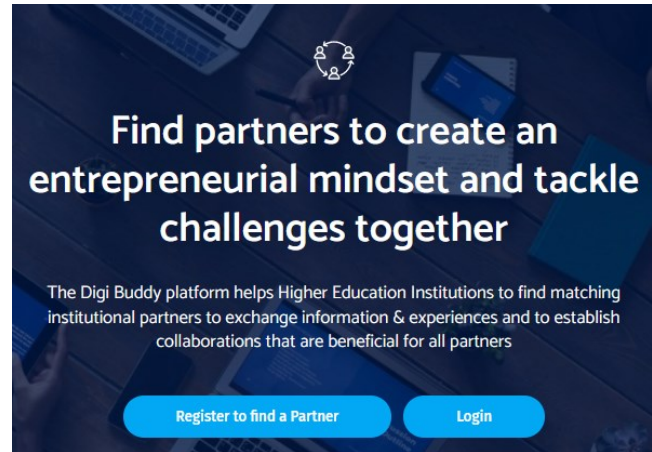 Find partners to create an
entrepreneurial mindset and tackle
challenges together
The Digi Buddy platform helps Higher Education Institutions to find matching
institutional partners to exchange information & experiences and to establish
collaborations that are beneficial for all partners
Register to find a Partner
Login